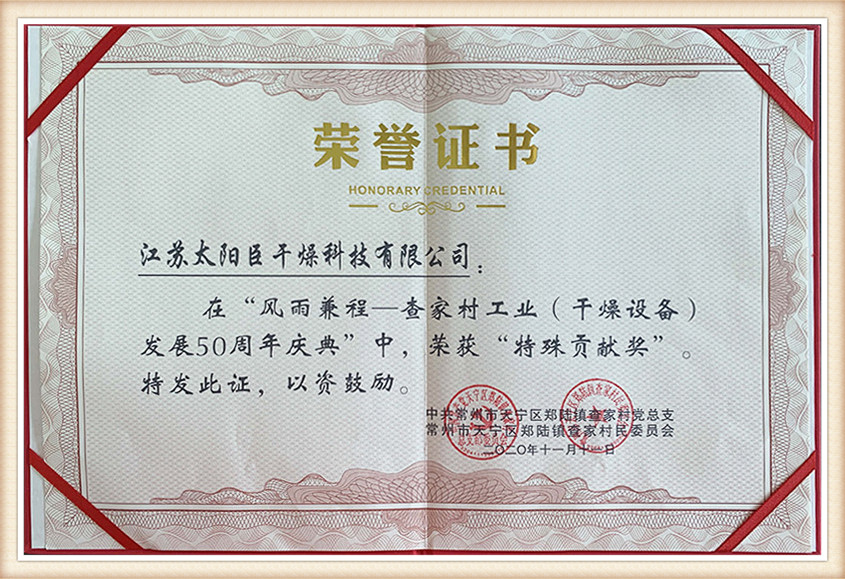 荣誉证书
HONORARY CREDENTIAL
江苏太阳臣干燥科技有限公司：
在“风雨兼程—查家村工业（干燥设备）
发展50周年庆典”中，荣获“特殊贡献奖”。
特发此证，以资鼓励。
中共常州市天宁区郑陆镇查家村党总支
常州市天宁区郑陆镇查家村民委员会
二〇二〇年十一月十一日